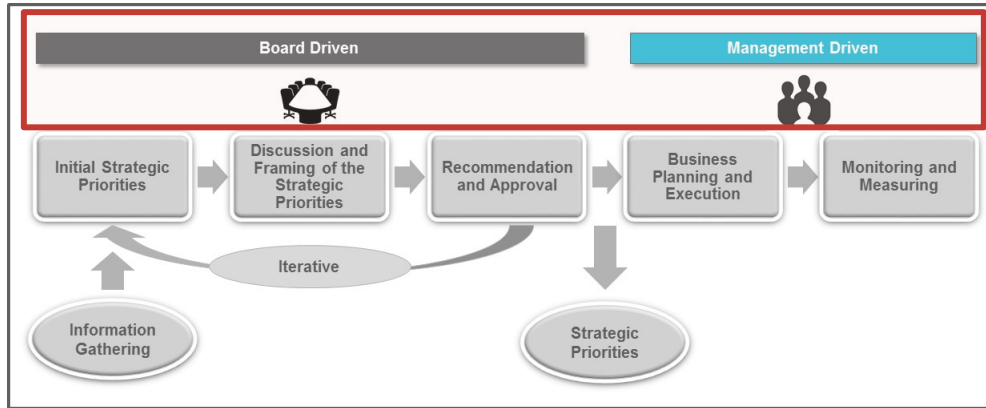 Board Driven
Management Driven
Initial Strategic
Priorities
Discussion and
Framing of the
Strategic
Priorities
Recommendation
and Approval
Business
Planning and
Execution
Monitoring and
Measuring
Iterative
Information
Gathering
Strategic
Priorities